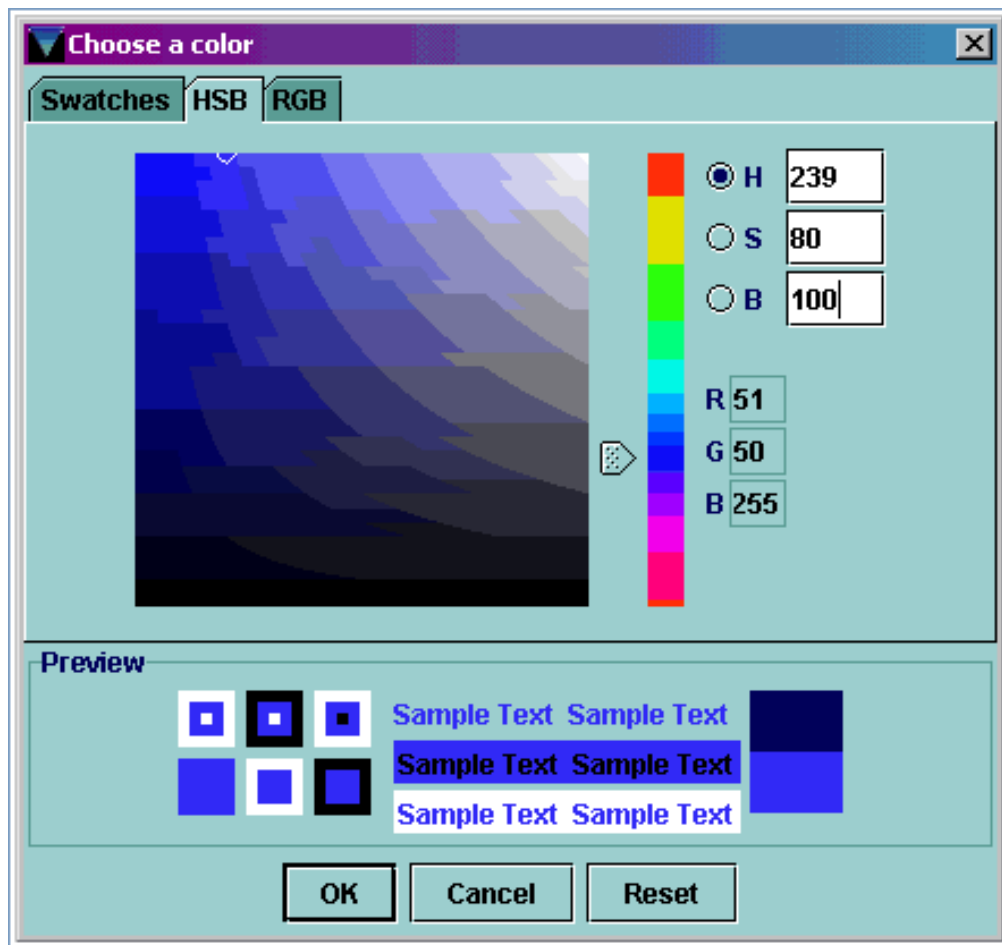 Choose a color
Swatches HSB RGB
H 239
S 80
B 100
R 51
G 50
B 255
Preview
Sample Text Sample Text
Sample Text Sample Text
Sample Text Sample Text
OK Cancel Reset